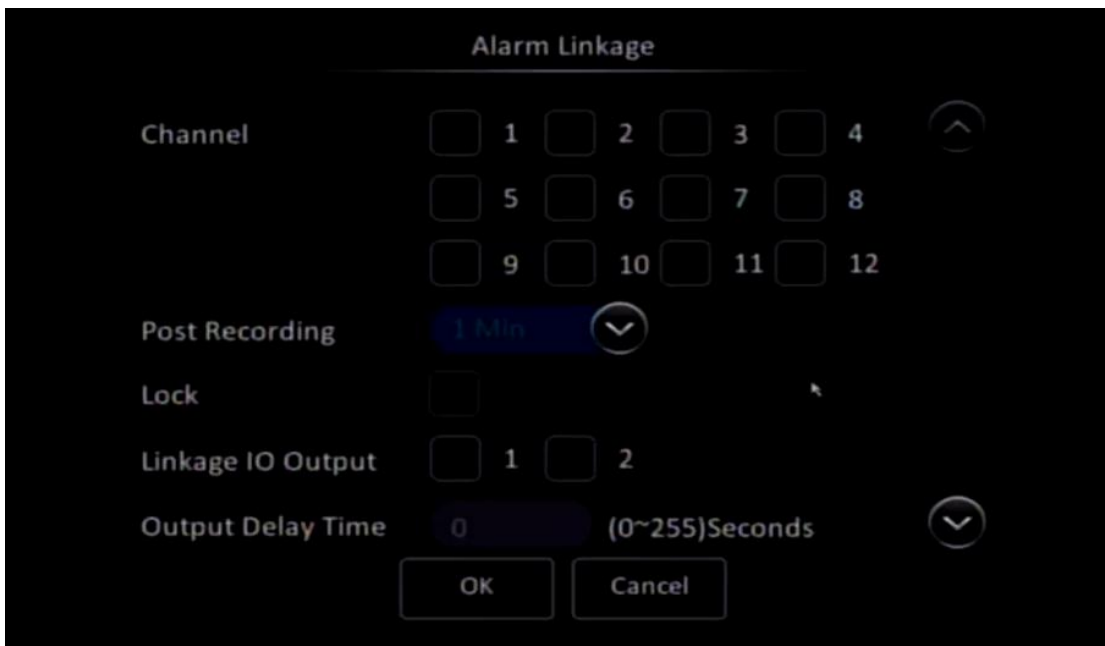 Alarm Linkage
Channel 1 2 3 4
5 6 7 8
9 10 11 12
Post Recording 1 Min
Lock
Linkage IO Output 1 2
Output Delay Time 0 (0~255)Seconds
OK Cancel